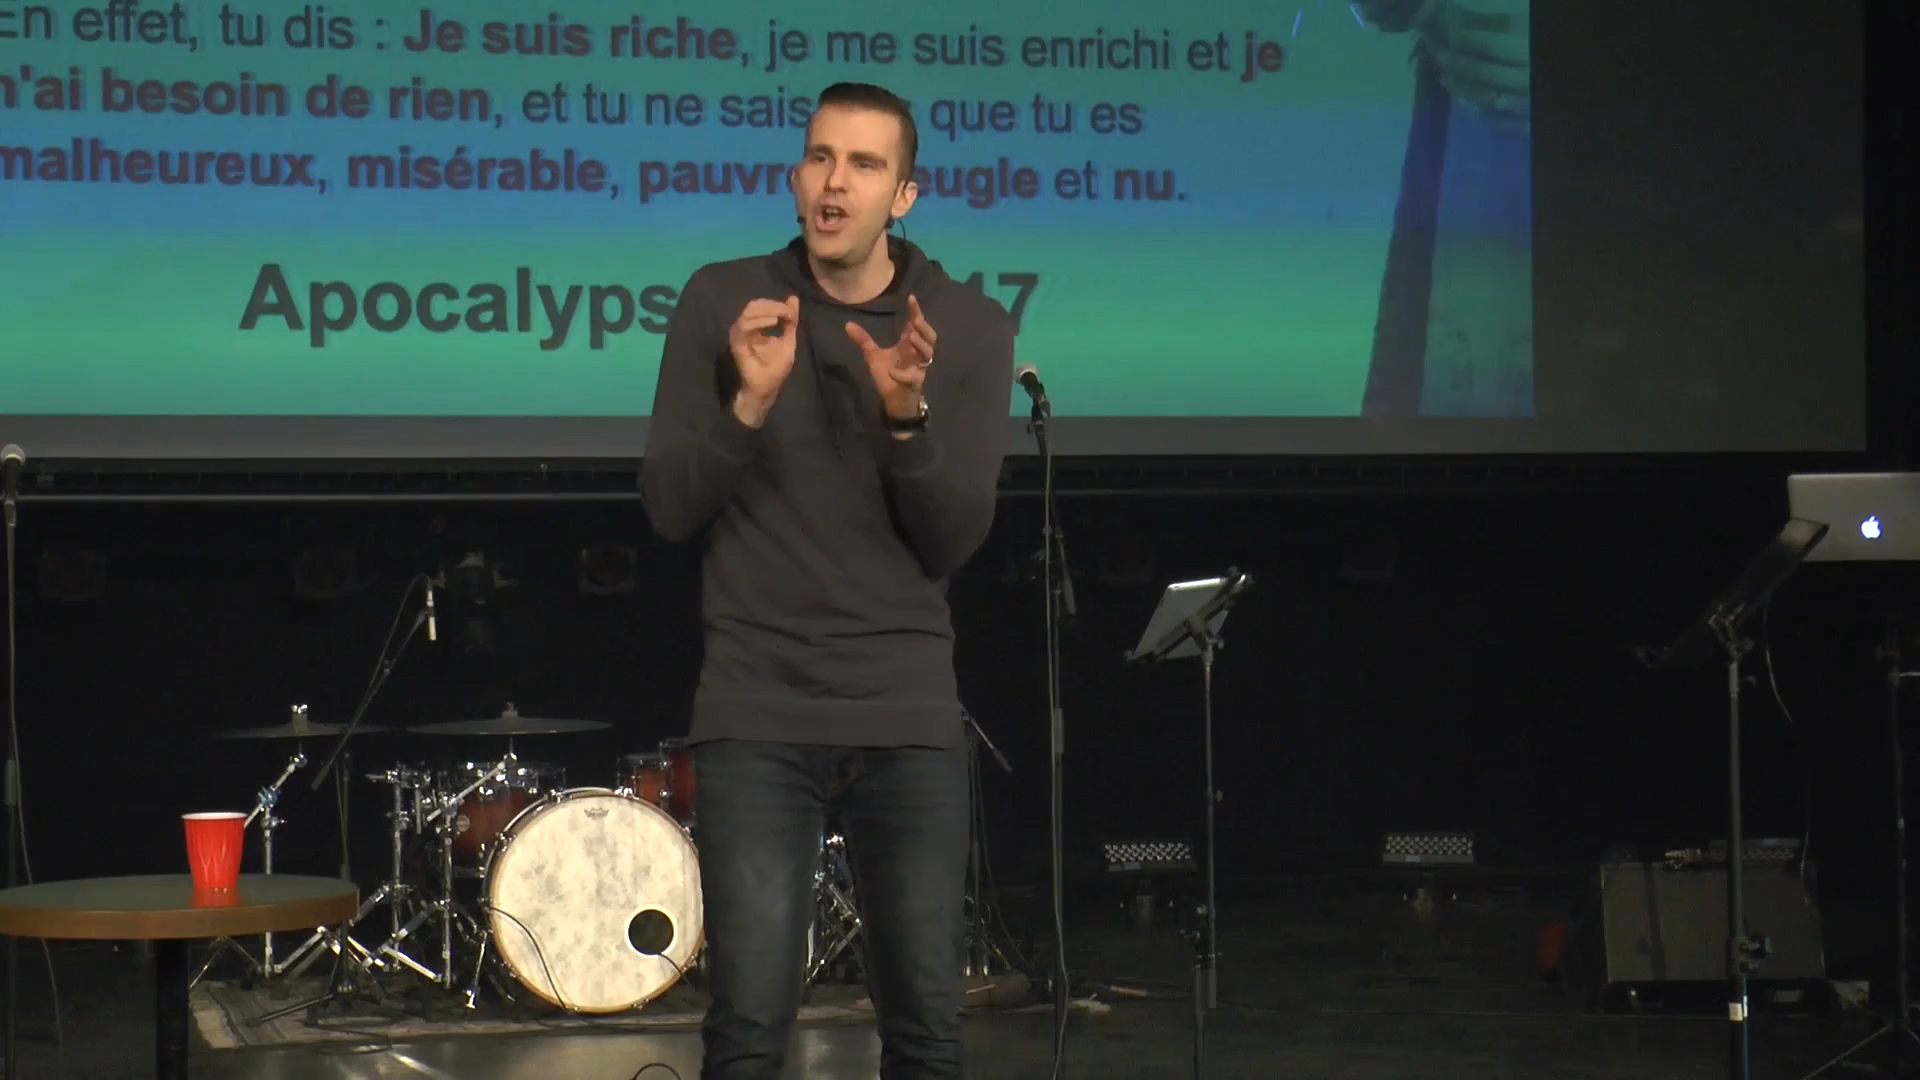 En effet, tu dis : Je suis riche, je me suis enrichi et je
n'ai besoin de rien, et tu ne sais que tu es
malheureux, misérable, pauvre eugle et nu.
Apocalyps 17